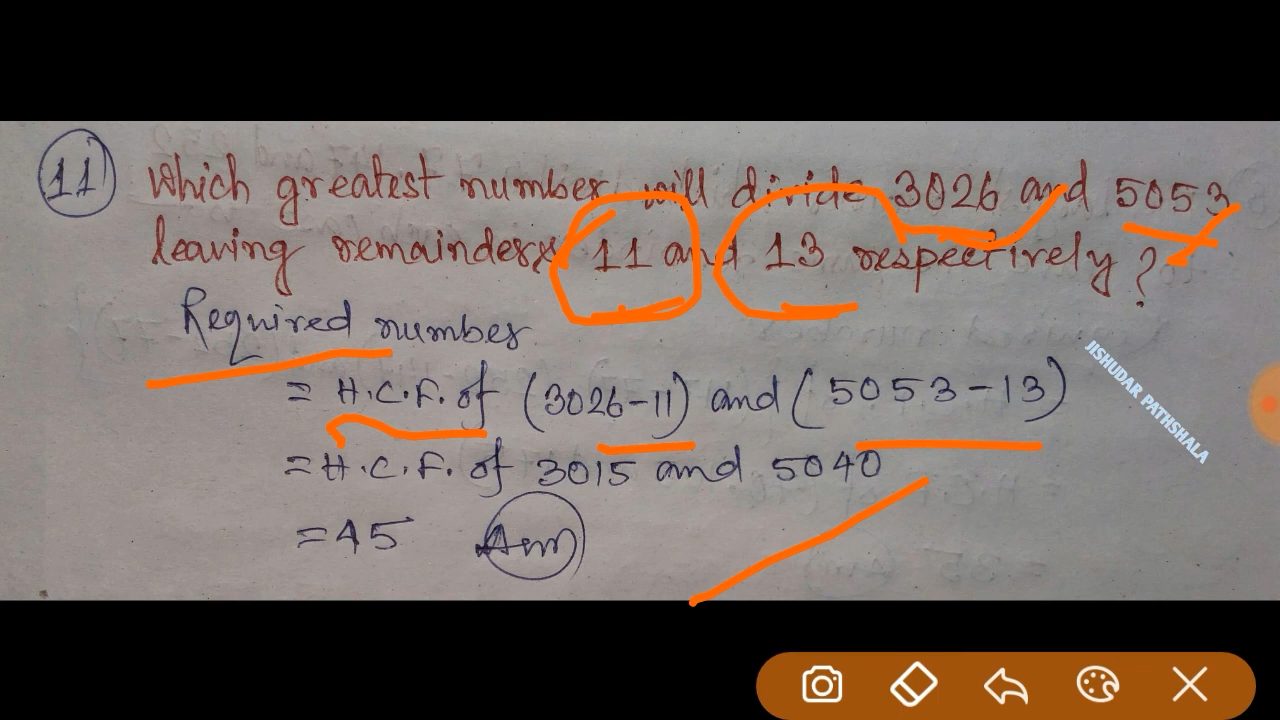 11 Which greatest number will divide 3026 and 5053
leaving remainders 11 and 13 respectively?
Required number
= H.C.F. of (3026-11) and (5053-13)
= H.C.F. of 3015 and 5040
= 45 Ans
JISHUDAR PATHSHALA